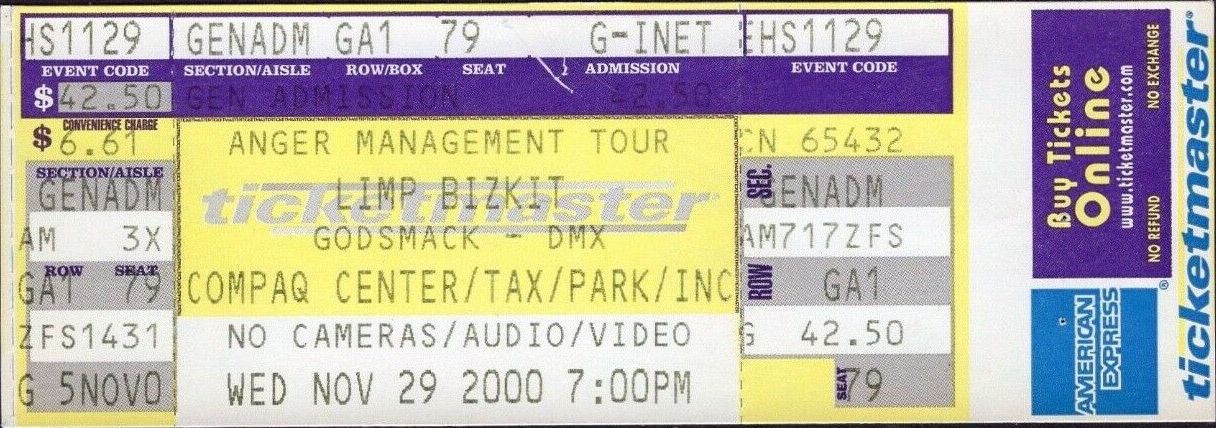 HS1129 GENADM GA1 79 G-INET EHS1129
EVENT CODE SECTION/AISLE ROW/BOX SEAT ADMISSION EVENT CODE
$ 42.50 GEN ADMISSION 42.50
CONVENIENCE CHARGE
$ 6.61 ANGER MANAGEMENT TOUR CN 65432
SECTION/AISLE
GENADM LIMP BIZKIT SEC. GENADM
ticketmaster®
AM 3X GODSMACK - DMX AM717ZFS
ROW SEAT
GA1 79 COMPAQ CENTER/TAX/PARK/INC ROW GA1
ZFS1431 NO CAMERAS/AUDIO/VIDEO G 42.50
G 5NOV0 WED NOV 29 2000 7:00PM SEAT 79
Buy Tickets
Online
www.ticketmaster.com
NO REFUND NO EXCHANGE
AMERICAN
EXPRESS
®
ticketmaster®